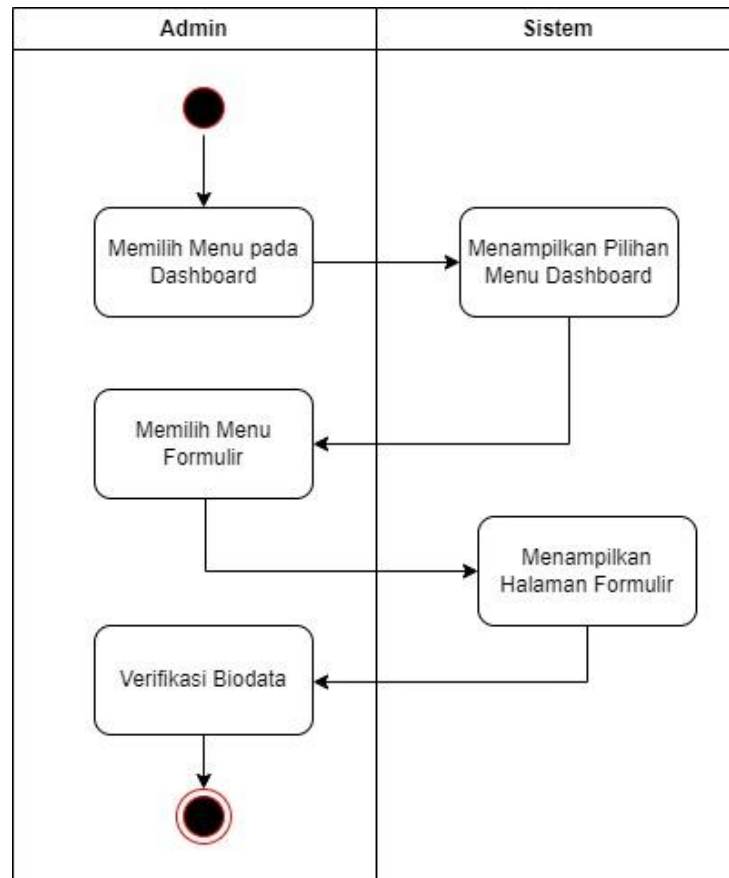 Admin
Sistem
Memilih Menu pada
Dashboard
Menampilkan Pilihan
Menu Dashboard
Memilih Menu
Formulir
Menampilkan
Halaman Formulir
Verifikasi Biodata